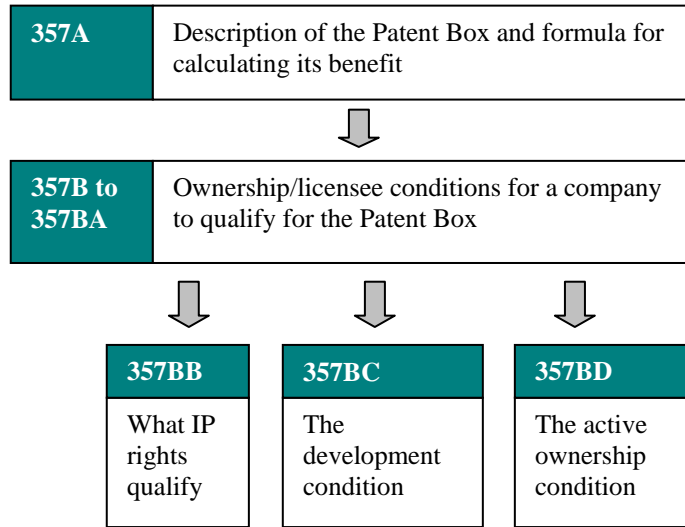 357A
Description of the Patent Box and formula for
calculating its benefit
357B to
357BA
Ownership/licensee conditions for a company
to qualify for the Patent Box
357BB
What IP
rights
qualify
357BC
The
development
condition
357BD
The active
ownership
condition